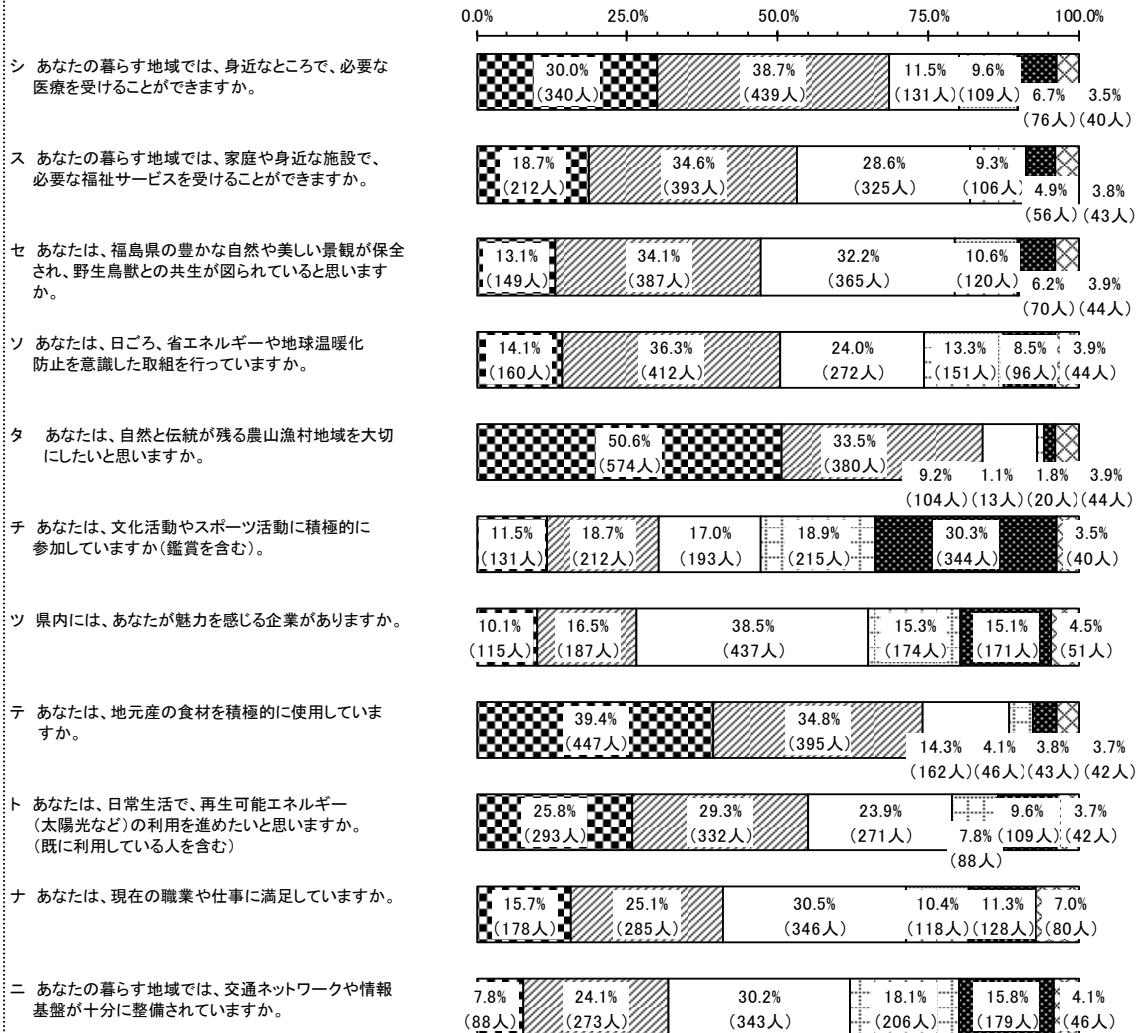 0.0% 25.0% 50.0% 75.0% 100.0%
シ あなたの暮らす地域では、身近なところで、必要な
医療を受けることができますか。
30.0% 38.7% 11.5% 9.6% 6.7% 3.5%
(340人) (439人) (131人) (109人) (76人) (40人)
ス あなたの暮らす地域では、家庭や身近な施設で、
必要な福祉サービスを受けることができますか。
18.7% 34.6% 28.6% 9.3% 4.9% 3.8%
(212人) (393人) (325人) (106人) (56人) (43人)
セ あなたは、福島県の豊かな自然や美しい景観が保全
され、野生鳥獣との共生が図られていると思います
か。
13.1% 34.1% 32.2% 10.6% 6.2% 3.9%
(149人) (387人) (365人) (120人) (70人) (44人)
ソ あなたは、日ごろ、省エネルギーや地球温暖化
防止を意識した取組を行っていますか。
14.1% 36.3% 24.0% 13.3% 8.5% 3.9%
(160人) (412人) (272人) (151人) (96人) (44人)
タ あなたは、自然と伝統が残る農山漁村地域を大切
にしたいと思いますか。
50.6% 33.5% 9.2% 1.1% 1.8% 3.9%
(574人) (380人) (104人) (13人) (20人) (44人)
チ あなたは、文化活動やスポーツ活動に積極的に
参加していますか(鑑賞を含む)。
11.5% 18.7% 17.0% 18.9% 30.3% 3.5%
(131人) (212人) (193人) (215人) (344人) (40人)
ツ 県内には、あなたが魅力を感じる企業がありますか。
10.1% 16.5% 38.5% 15.3% 15.1% 4.5%
(115人) (187人) (437人) (174人) (171人) (51人)
テ あなたは、地元産の食材を積極的に使用していま
すか。
39.4% 34.8% 14.3% 4.1% 3.8% 3.7%
(447人) (395人) (162人) (46人) (43人) (42人)
ト あなたは、日常生活で、再生可能エネルギー
(太陽光など)の利用を進めたいと思いますか。
(既に利用している人を含む)
25.8% 29.3% 23.9% 7.8% 9.6% 3.7%
(293人) (332人) (271人) (88人) (109人) (42人)
ナ あなたは、現在の職業や仕事に満足していますか。
15.7% 25.1% 30.5% 10.4% 11.3% 7.0%
(178人) (285人) (346人) (118人) (128人) (80人)
ニ あなたの暮らす地域では、交通ネットワークや情報
基盤が十分に整備されていますか。
7.8% 24.1% 30.2% 18.1% 15.8% 4.1%
(88人) (273人) (343人) (206人) (179人) (46人)